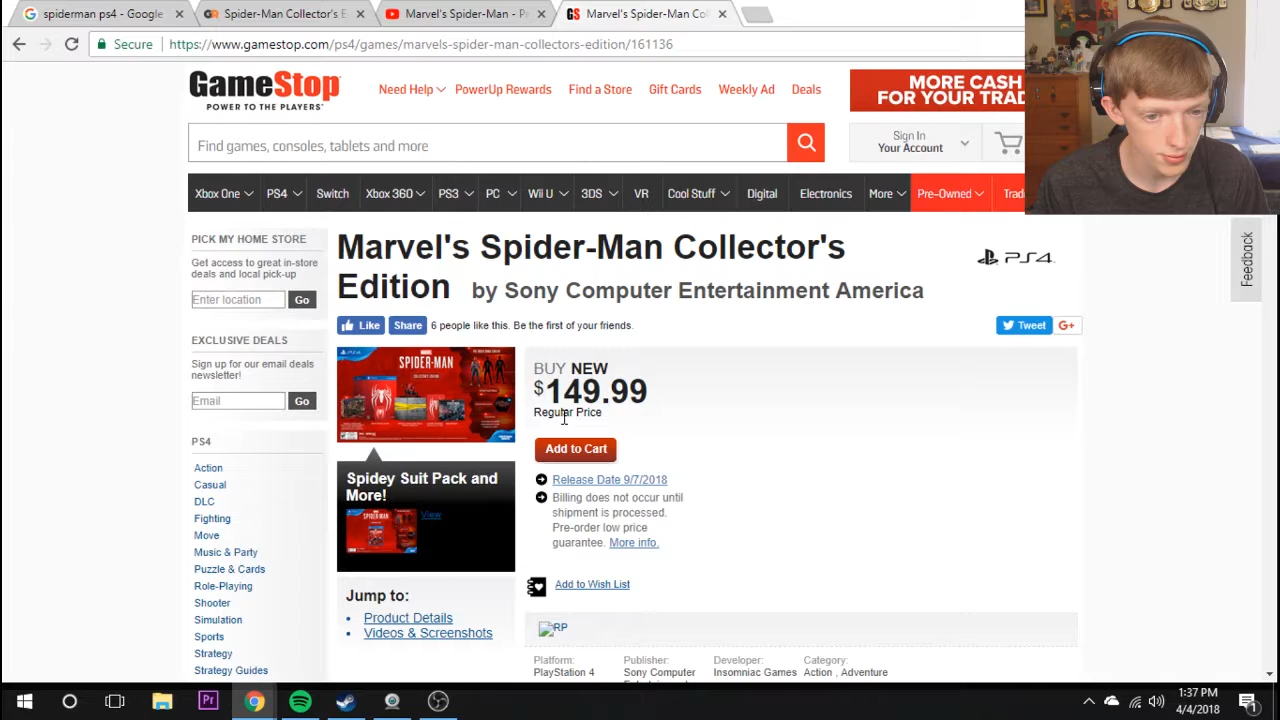 spiderman ps4 - Google
Spider-Man Collector's E
Marvel's Spider-Man - Pr
GS
Marvel's Spider-Man Col
Secure
https://www.gamestop.com/ps4/games/marvels-spider-man-collectors-edition/161136
GameStop
POWER TO THE PLAYERS
Need Help
PowerUp Rewards
Find a Store
Gift Cards
Weekly Ad
Deals
MORE CASH
FOR YOUR TRAD
Find games, consoles, tablets and more
Sign In
Your Account
Xbox One
PS4
Switch
Xbox 360
PS3
PC
Wii U
3DS
VR
Cool Stuff
Digital
Electronics
More
Pre-Owned
Trad
Feedback
PICK MY HOME STORE
Get access to great in-store
deals and local pick-up
Enter location
Go
EXCLUSIVE DEALS
Sign up for our email deals
newsletter!
Email
Go
PS4
Action
Casual
DLC
Fighting
Move
Music & Party
Puzzle & Cards
Role-Playing
Shooter
Simulation
Sports
Strategy
Strategy Guides
Marvel's Spider-Man Collector's
Edition by Sony Computer Entertainment America
PS4
Like
Share
6 people like this. Be the first of your friends.
Tweet
G+
SPIDER-MAN
Spidey Suit Pack and
More!
View
Jump to:
• Product Details
• Videos & Screenshots
BUY NEW
$149.99
Regular Price
Add to Cart
Release Date 9/7/2018
Billing does not occur until
shipment is processed.
Pre-order low price
guarantee. More info.
Add to Wish List
RP
Platform:
PlayStation 4
Publisher:
Sony Computer
Developer:
Insomniac Games
Category:
Action , Adventure
Pr
1:37 PM
4/4/2018
1